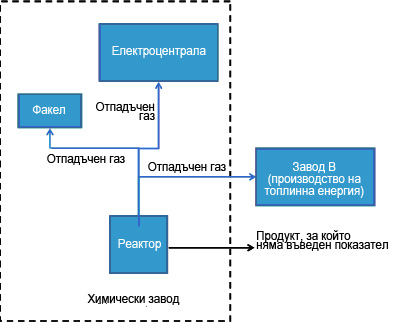 Електроцентрала
Факел
Отпадъчен
газ
Отпадъчен газ
Отпадъчен газ
Завод В
(производство на
топлинна енергия)
Реактор
Продукт, за който
няма въведен показател
Химически завод